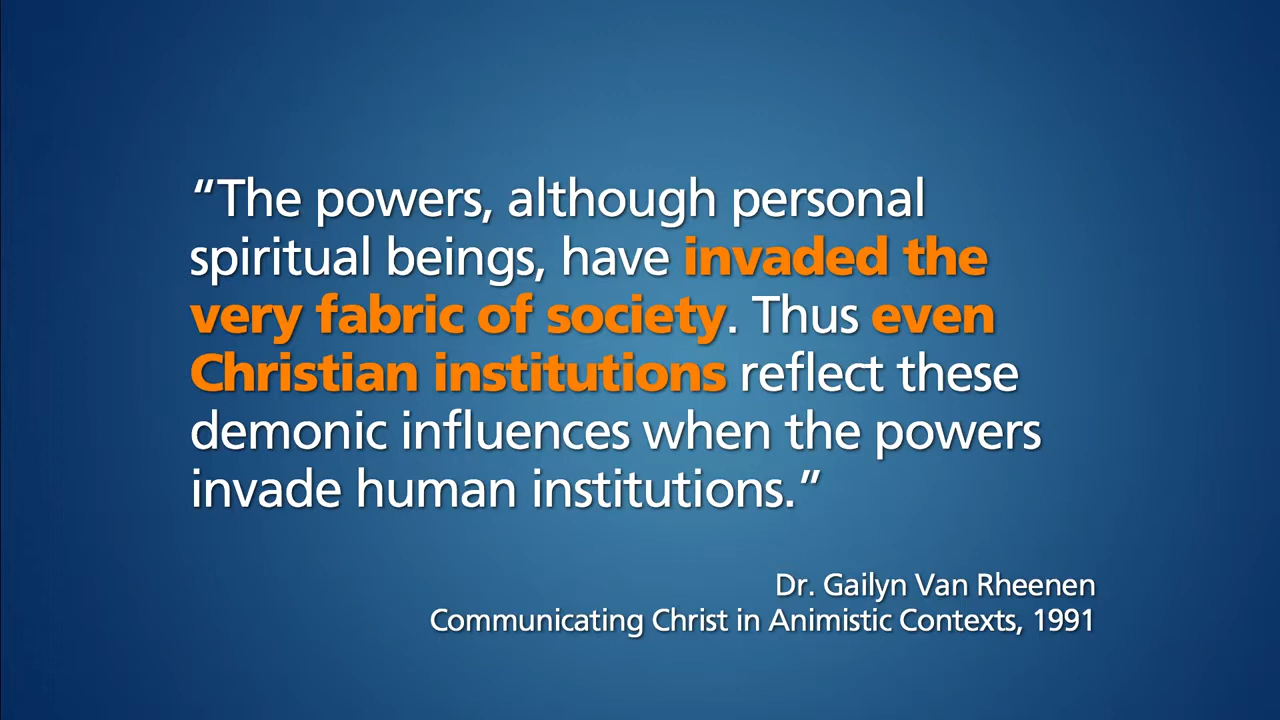 “The powers, although personal
spiritual beings, have invaded the
very fabric of society. Thus even
Christian institutions reflect these
demonic influences when the powers
invade human institutions.”
Dr. Gailyn Van Rheenen
Communicating Christ in Animistic Contexts, 1991